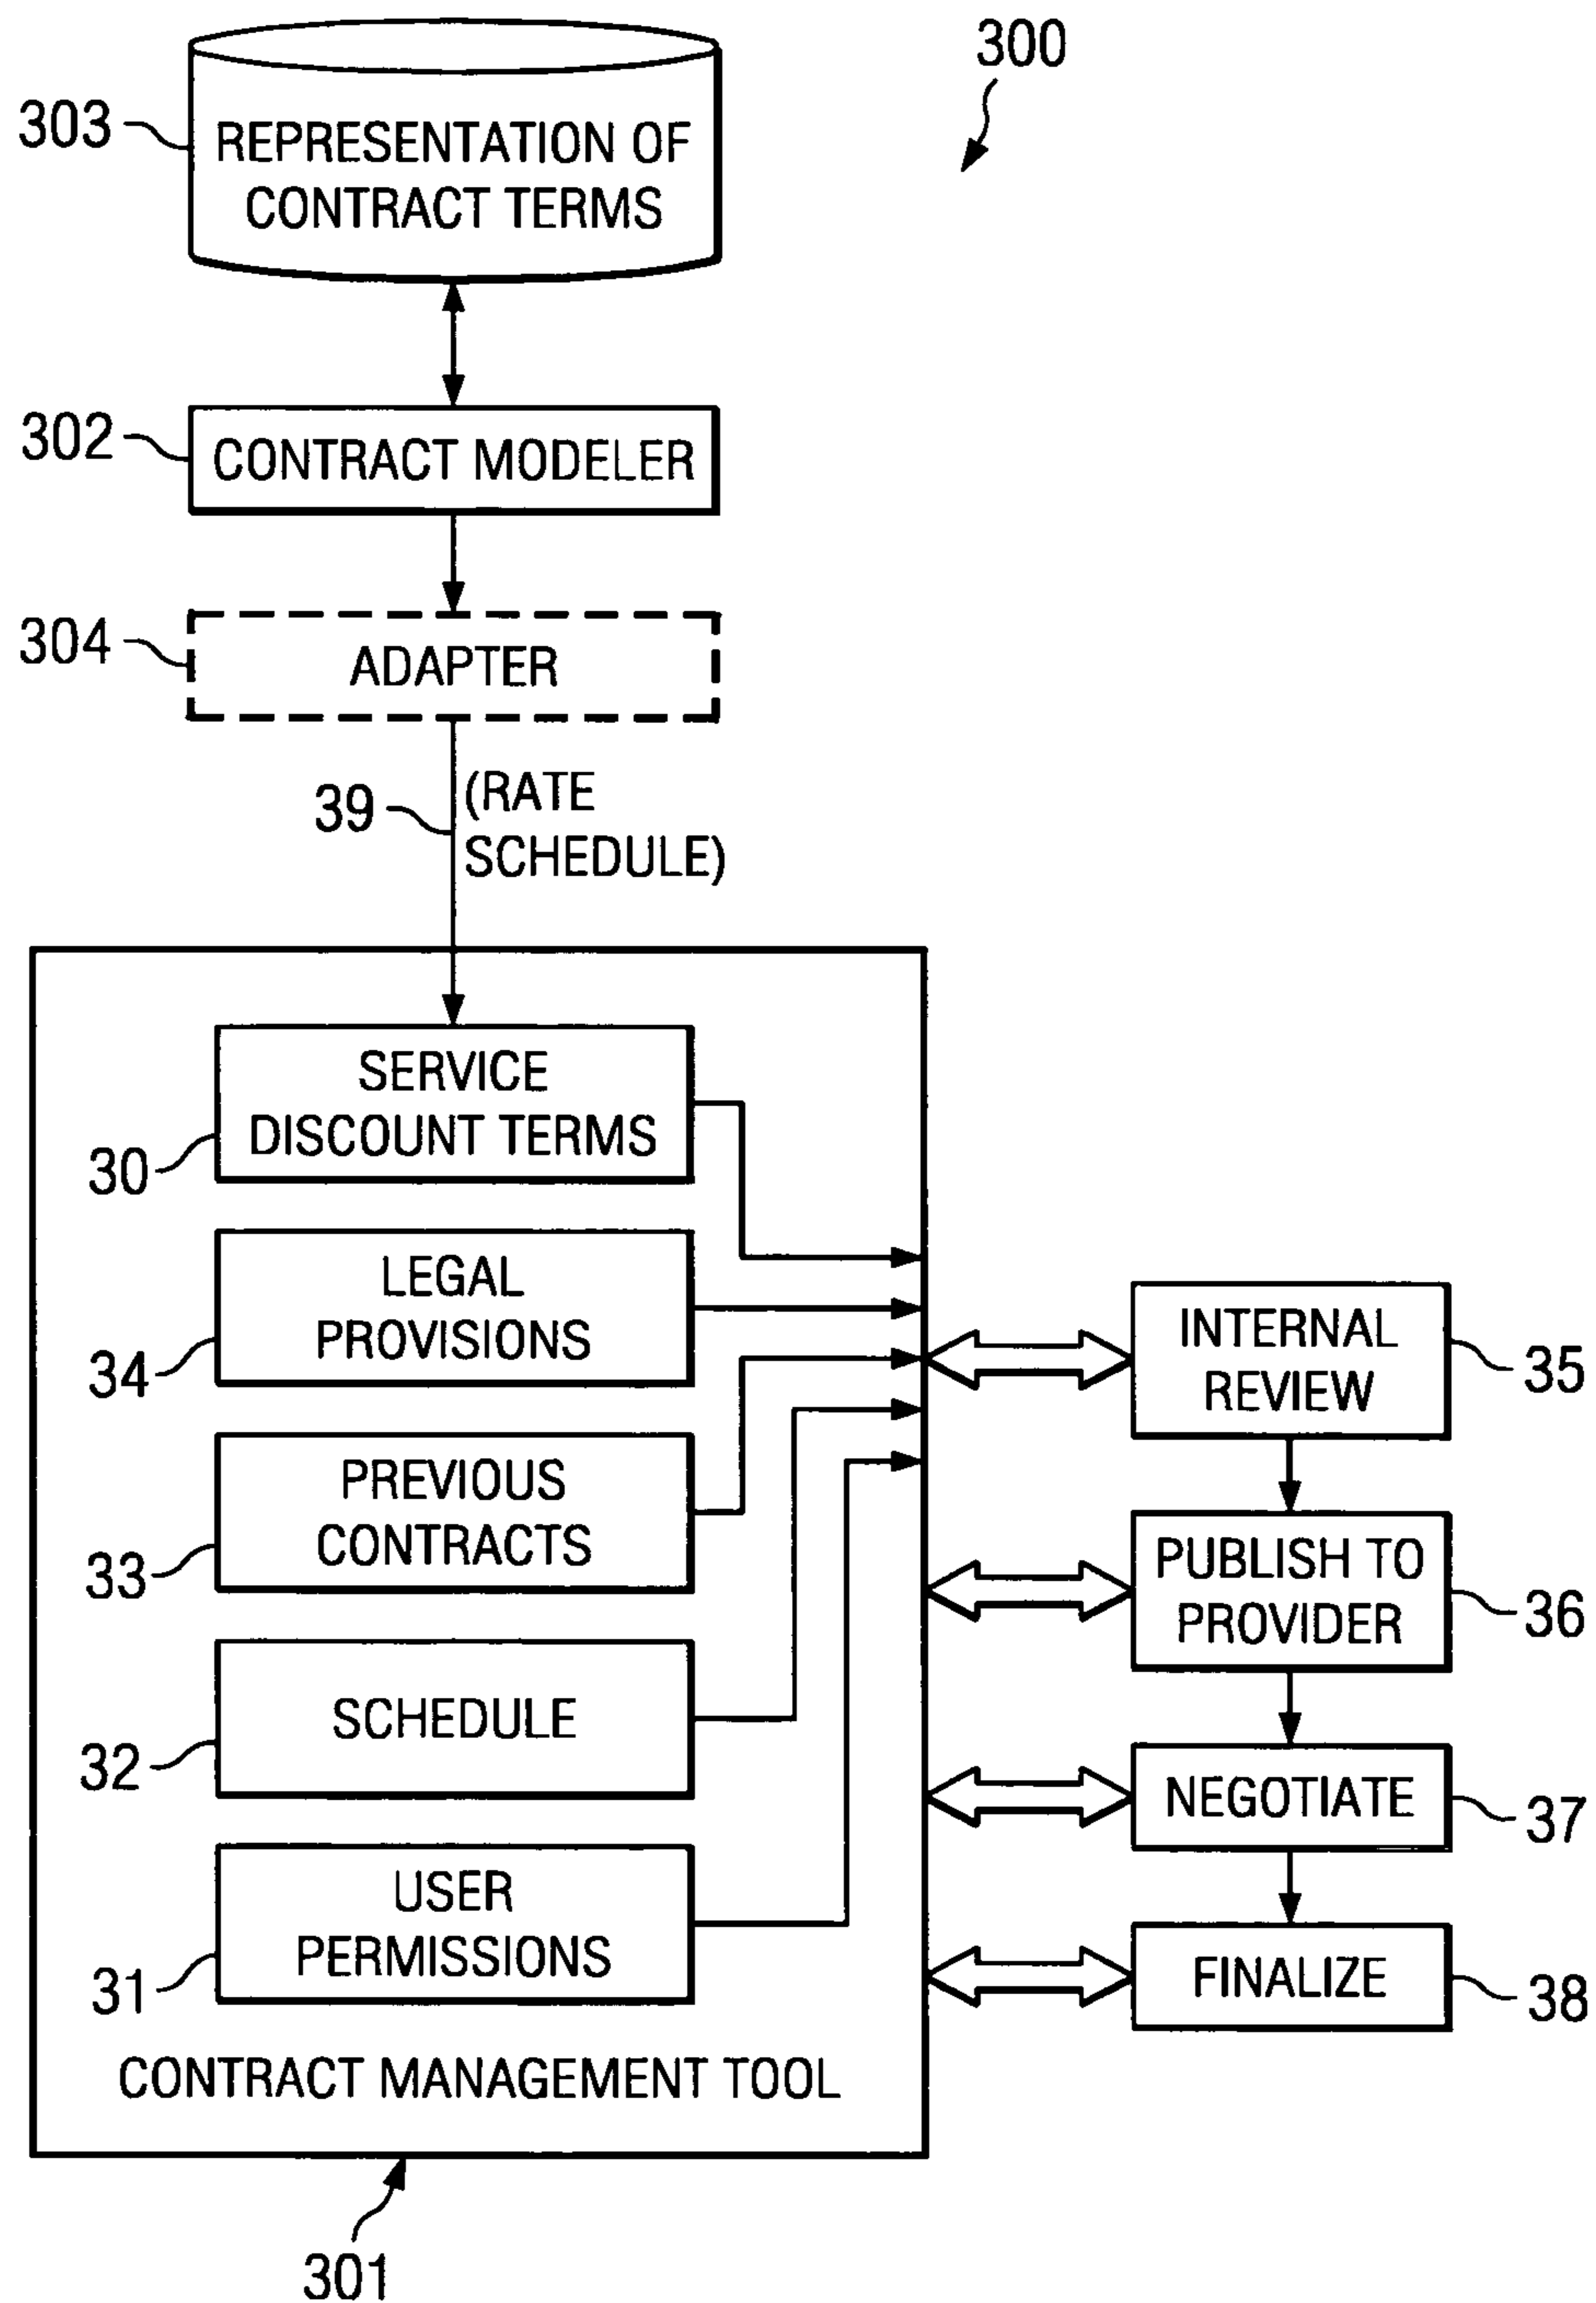 300
303
REPRESENTATION OF
CONTRACT TERMS
302
CONTRACT MODELER
304
ADAPTER
39
(RATE
SCHEDULE)
SERVICE
DISCOUNT TERMS
30
LEGAL
PROVISIONS
34
PREVIOUS
CONTRACTS
33
SCHEDULE
32
USER
PERMISSIONS
31
CONTRACT MANAGEMENT TOOL
301
INTERNAL
REVIEW
35
PUBLISH TO
PROVIDER
36
NEGOTIATE
37
FINALIZE
38